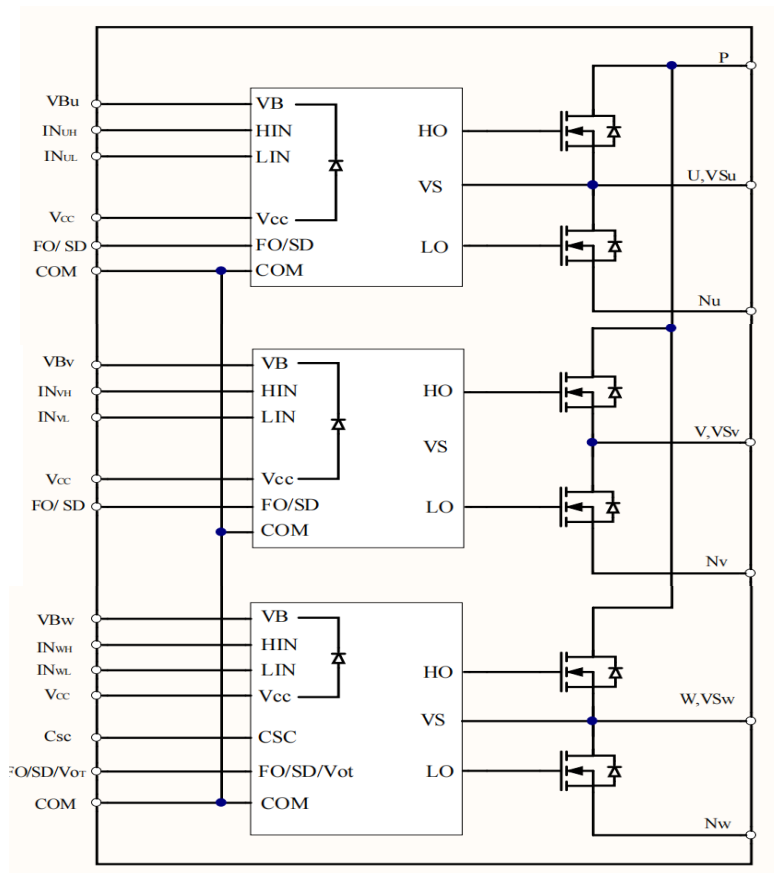 P
VBu VB
INUH HIN HO
INUL LIN
VS U,VSu
Vcc Vcc
FO/ SD FO/SD LO
COM COM
Nu
VBv VB
INVH HIN HO
INVL LIN
V,VSv
VS
Vcc Vcc
FO/ SD FO/SD LO
COM
Nv
VBw VB
INWH HIN
INWL LIN HO
Vcc Vcc
W,VSw
VS
Csc CSC
FO/SD/VOT FO/SD/Vot LO
COM COM
Nw